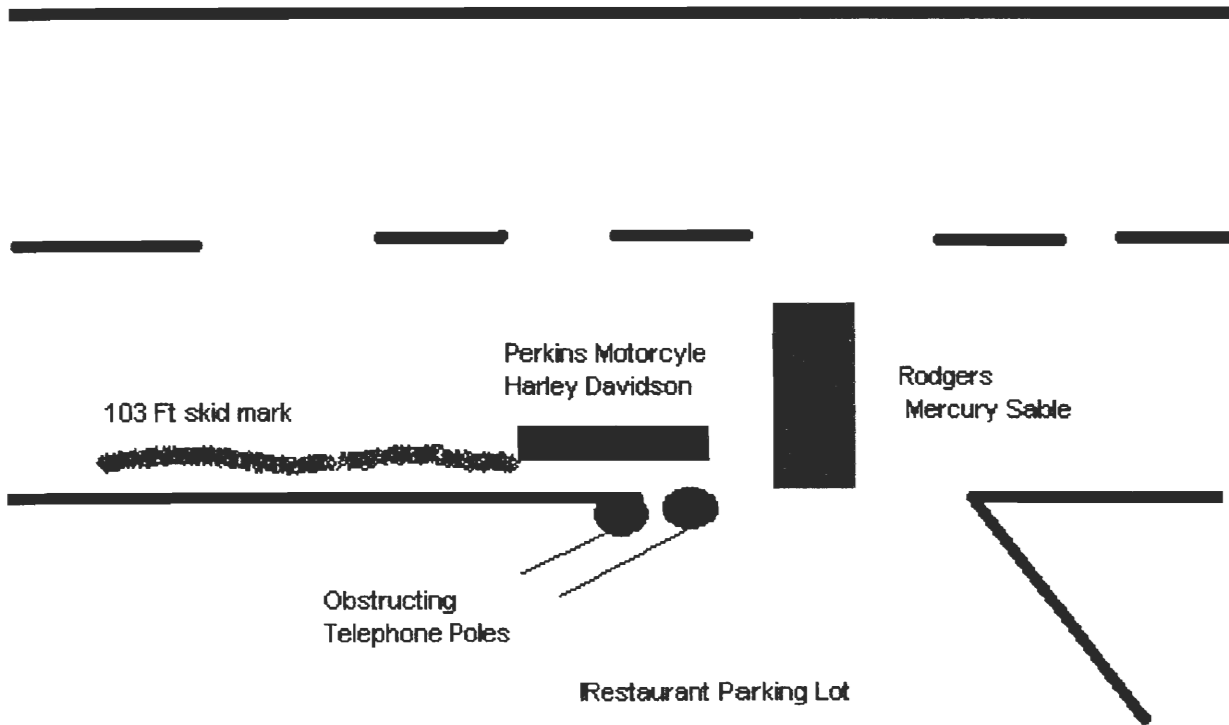 Perkins Motorcyle
Harley Davidson
Rodgers
Mercury Sable
103 Ft skid mark
Obstructing
Telephone Poles
Restaurant Parking Lot